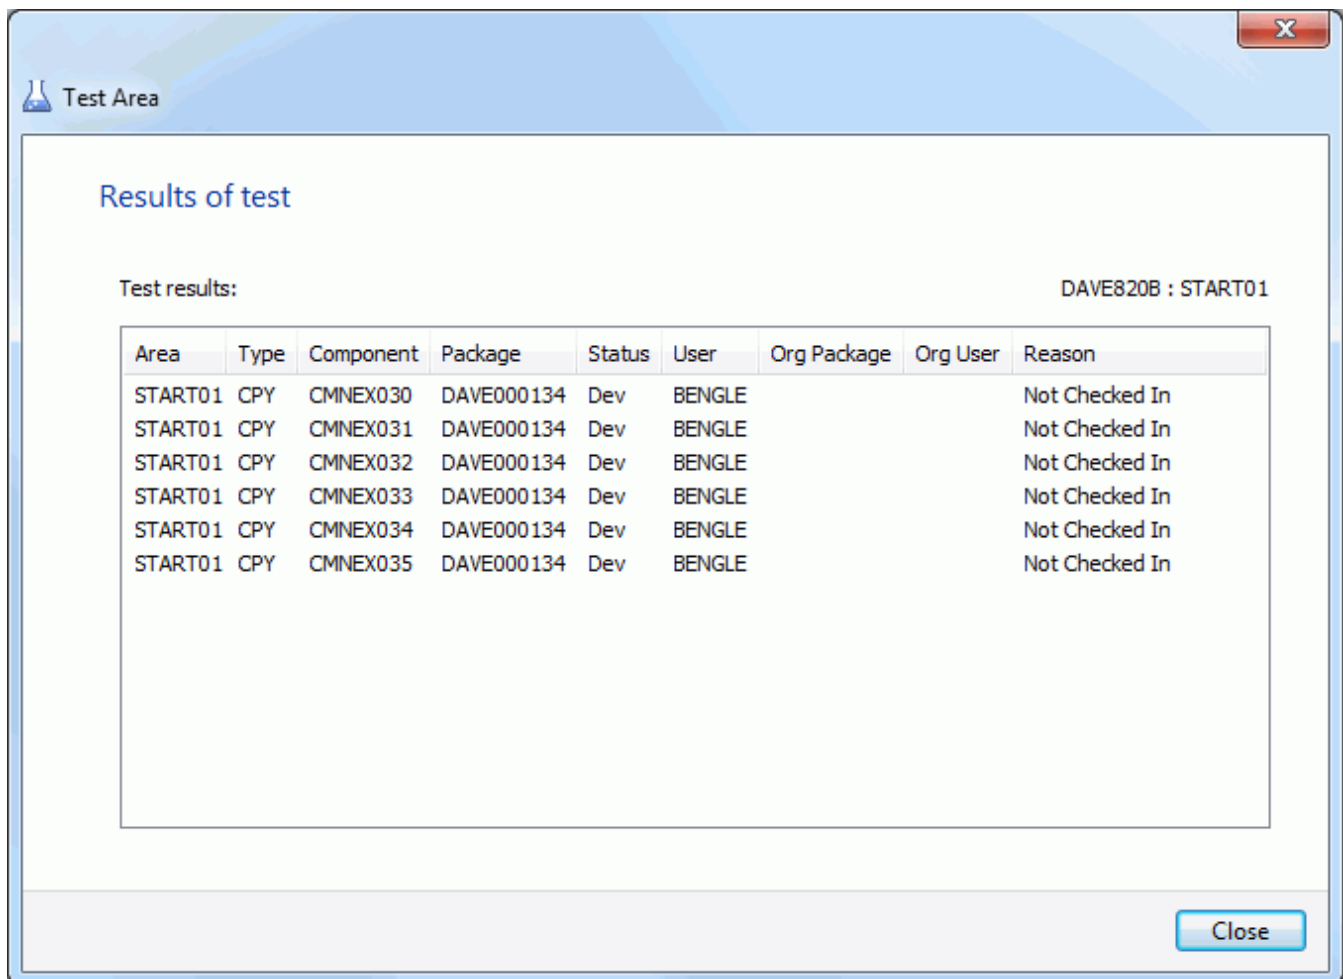 Test Area
Results of test
Test results: DAVE820B : START01
Area Type Component Package Status User Org Package Org User Reason
START01 CPY CMNEX030 DAVE000134 Dev BENGLE Not Checked In
START01 CPY CMNEX031 DAVE000134 Dev BENGLE Not Checked In
START01 CPY CMNEX032 DAVE000134 Dev BENGLE Not Checked In
START01 CPY CMNEX033 DAVE000134 Dev BENGLE Not Checked In
START01 CPY CMNEX034 DAVE000134 Dev BENGLE Not Checked In
START01 CPY CMNEX035 DAVE000134 Dev BENGLE Not Checked In
Close